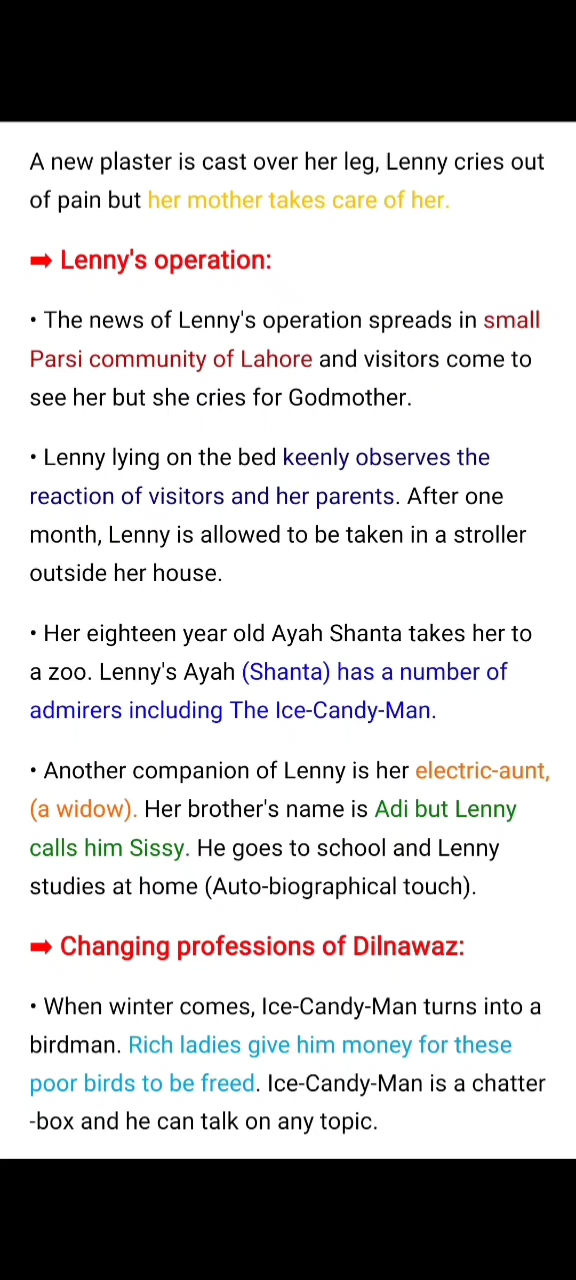 A new plaster is cast over her leg, Lenny cries out
of pain but her mother takes care of her.
➡ Lenny's operation:
• The news of Lenny's operation spreads in small
Parsi community of Lahore and visitors come to
see her but she cries for Godmother.
• Lenny lying on the bed keenly observes the
reaction of visitors and her parents. After one
month, Lenny is allowed to be taken in a stroller
outside her house.
• Her eighteen year old Ayah Shanta takes her to
a zoo. Lenny's Ayah (Shanta) has a number of
admirers including The Ice-Candy-Man.
• Another companion of Lenny is her electric-aunt,
(a widow). Her brother's name is Adi but Lenny
calls him Sissy. He goes to school and Lenny
studies at home (Auto-biographical touch).
➡ Changing professions of Dilnawaz:
• When winter comes, Ice-Candy-Man turns into a
birdman. Rich ladies give him money for these
poor birds to be freed. Ice-Candy-Man is a chatter
-box and he can talk on any topic.